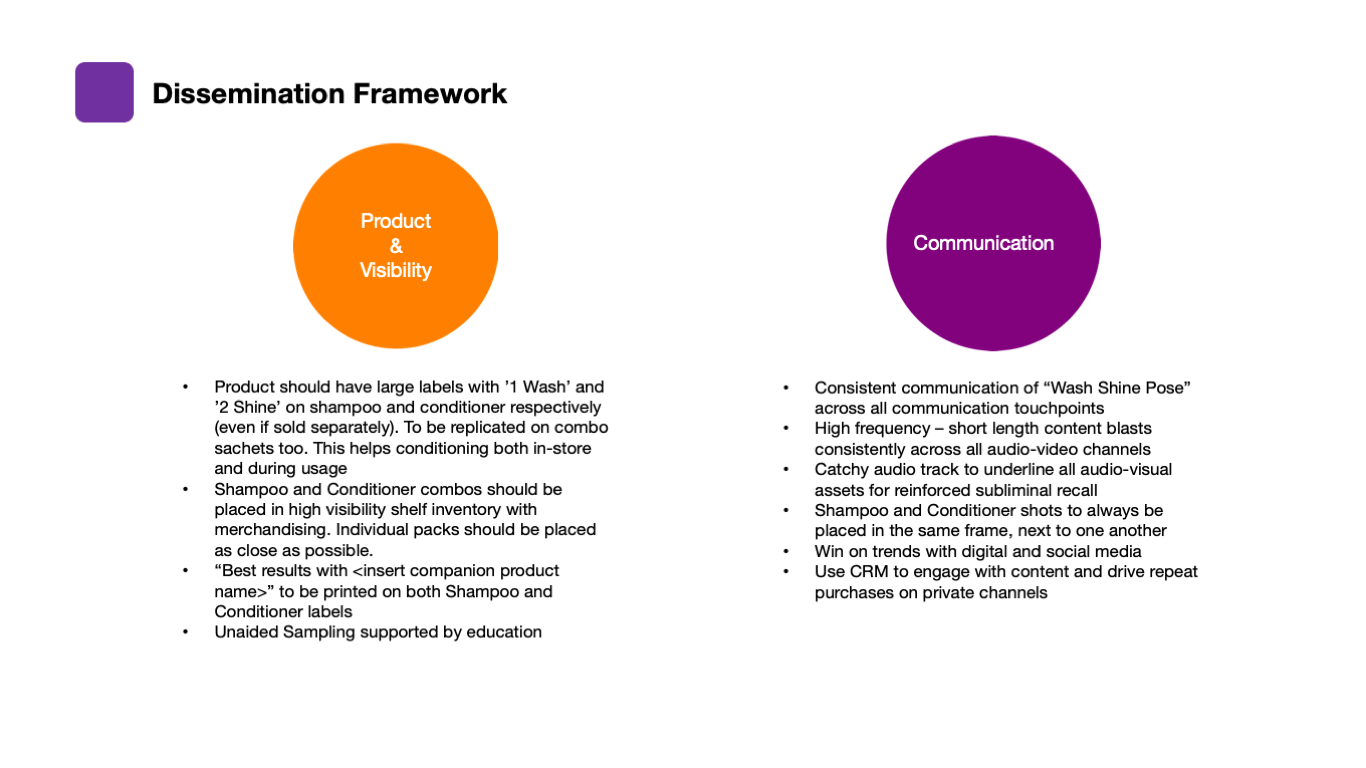 Dissemination Framework
Product
&
Visibility
• Product should have large labels with ’1 Wash’ and
’2 Shine’ on shampoo and conditioner respectively
(even if sold separately). To be replicated on combo
sachets too. This helps conditioning both in-store
and during usage
• Shampoo and Conditioner combos should be
placed in high visibility shelf inventory with
merchandising. Individual packs should be placed
as close as possible.
• “Best results with <insert companion product
name>” to be printed on both Shampoo and
Conditioner labels
• Unaided Sampling supported by education
Communication
• Consistent communication of “Wash Shine Pose”
across all communication touchpoints
• High frequency – short length content blasts
consistently across all audio-video channels
• Catchy audio track to underline all audio-visual
assets for reinforced subliminal recall
• Shampoo and Conditioner shots to always be
placed in the same frame, next to one another
• Win on trends with digital and social media
• Use CRM to engage with content and drive repeat
purchases on private channels